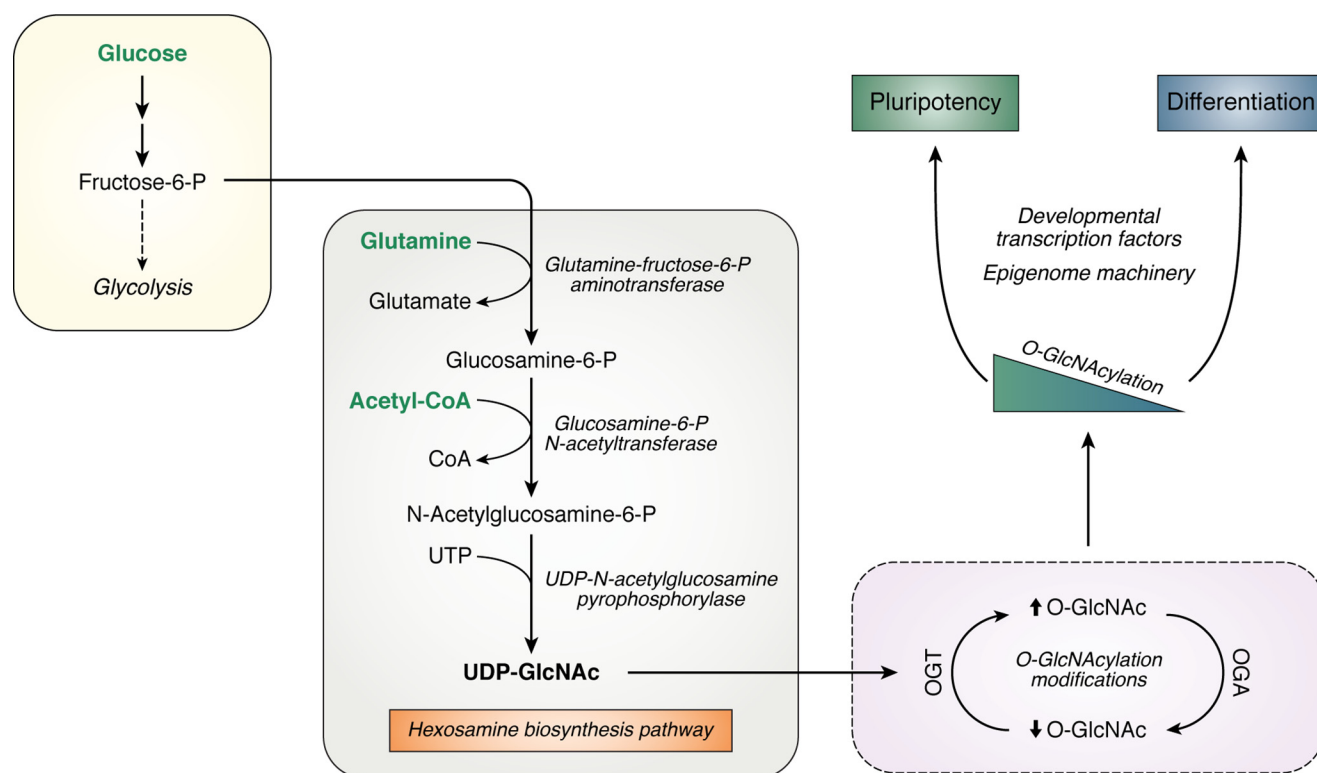 Glucose
Fructose-6-P
Glycolysis
Glutamine
Glutamate
Glutamine-fructose-6-P
aminotransferase
Glucosamine-6-P
Acetyl-CoA
CoA
Glucosamine-6-P
N-acetyltransferase
N-Acetylglucosamine-6-P
UTP
UDP-N-acetylglucosamine
pyrophosphorylase
UDP-GlcNAc
Hexosamine biosynthesis pathway
Pluripotency
Differentiation
Developmental
transcription factors
Epigenome machinery
O-GlcNAcylation
⬆ O-GlcNAc
OGT
O-GlcNAcylation
modifications
OGA
⬇ O-GlcNAc